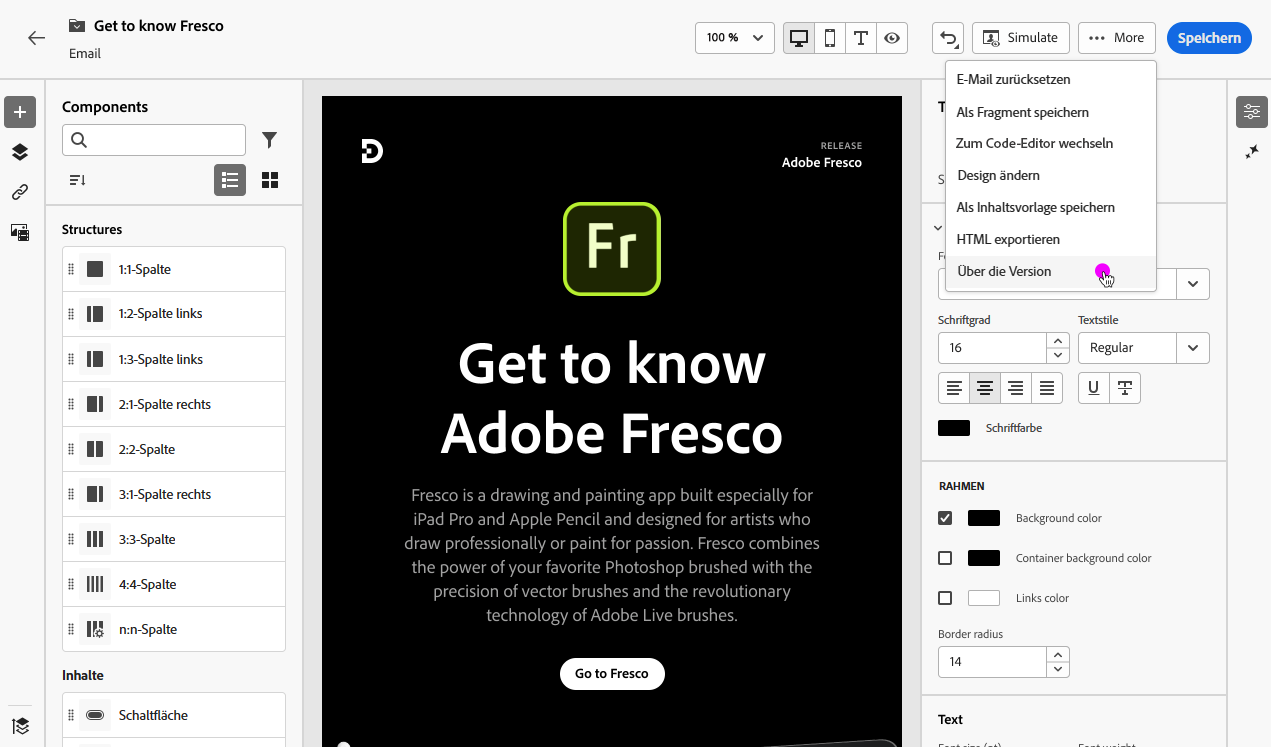 Get to know Fresco
Email
100 %
Simulate
More
Speichern
Components
Structures
1:1-Spalte
1:2-Spalte links
1:3-Spalte links
2:1-Spalte rechts
2:2-Spalte
3:1-Spalte rechts
3:3-Spalte
4:4-Spalte
n:n-Spalte
Inhalte
Schaltfläche
RELEASE
Adobe Fresco
Fr
Get to know
Adobe Fresco
Fresco is a drawing and painting app built especially for
iPad Pro and Apple Pencil and designed for artists who
draw professionally or paint for passion. Fresco combines
the power of your favorite Photoshop brushed with the
precision of vector brushes and the revolutionary
technology of Adobe Live brushes.
Go to Fresco
E-Mail zurücksetzen
Als Fragment speichern
Zum Code-Editor wechseln
Design ändern
Als Inhaltsvorlage speichern
HTML exportieren
Über die Version
Schriftgrad
Textstile
16
Regular
Schriftfarbe
RAHMEN
Background color
Container background color
Links color
Border radius
14
Text